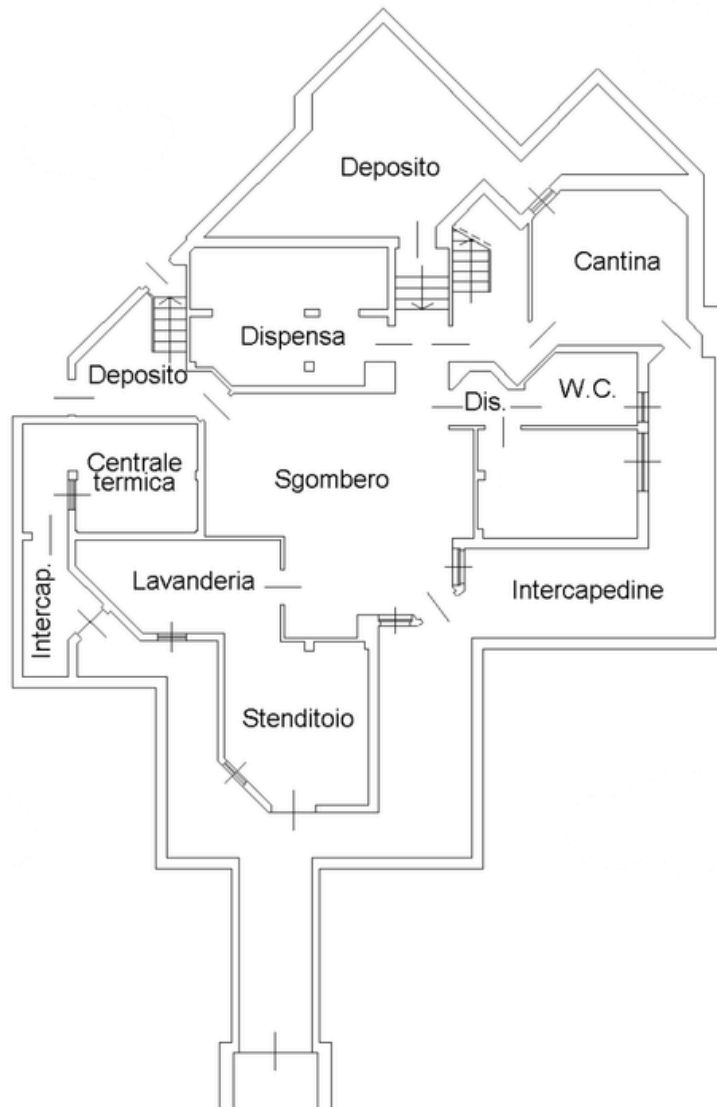 Deposito
Cantina
Dispensa
Deposito
W.C.
Dis.
Centrale
termica
Sgombero
Lavanderia
Intercapedine
Intercap.
Stenditoio